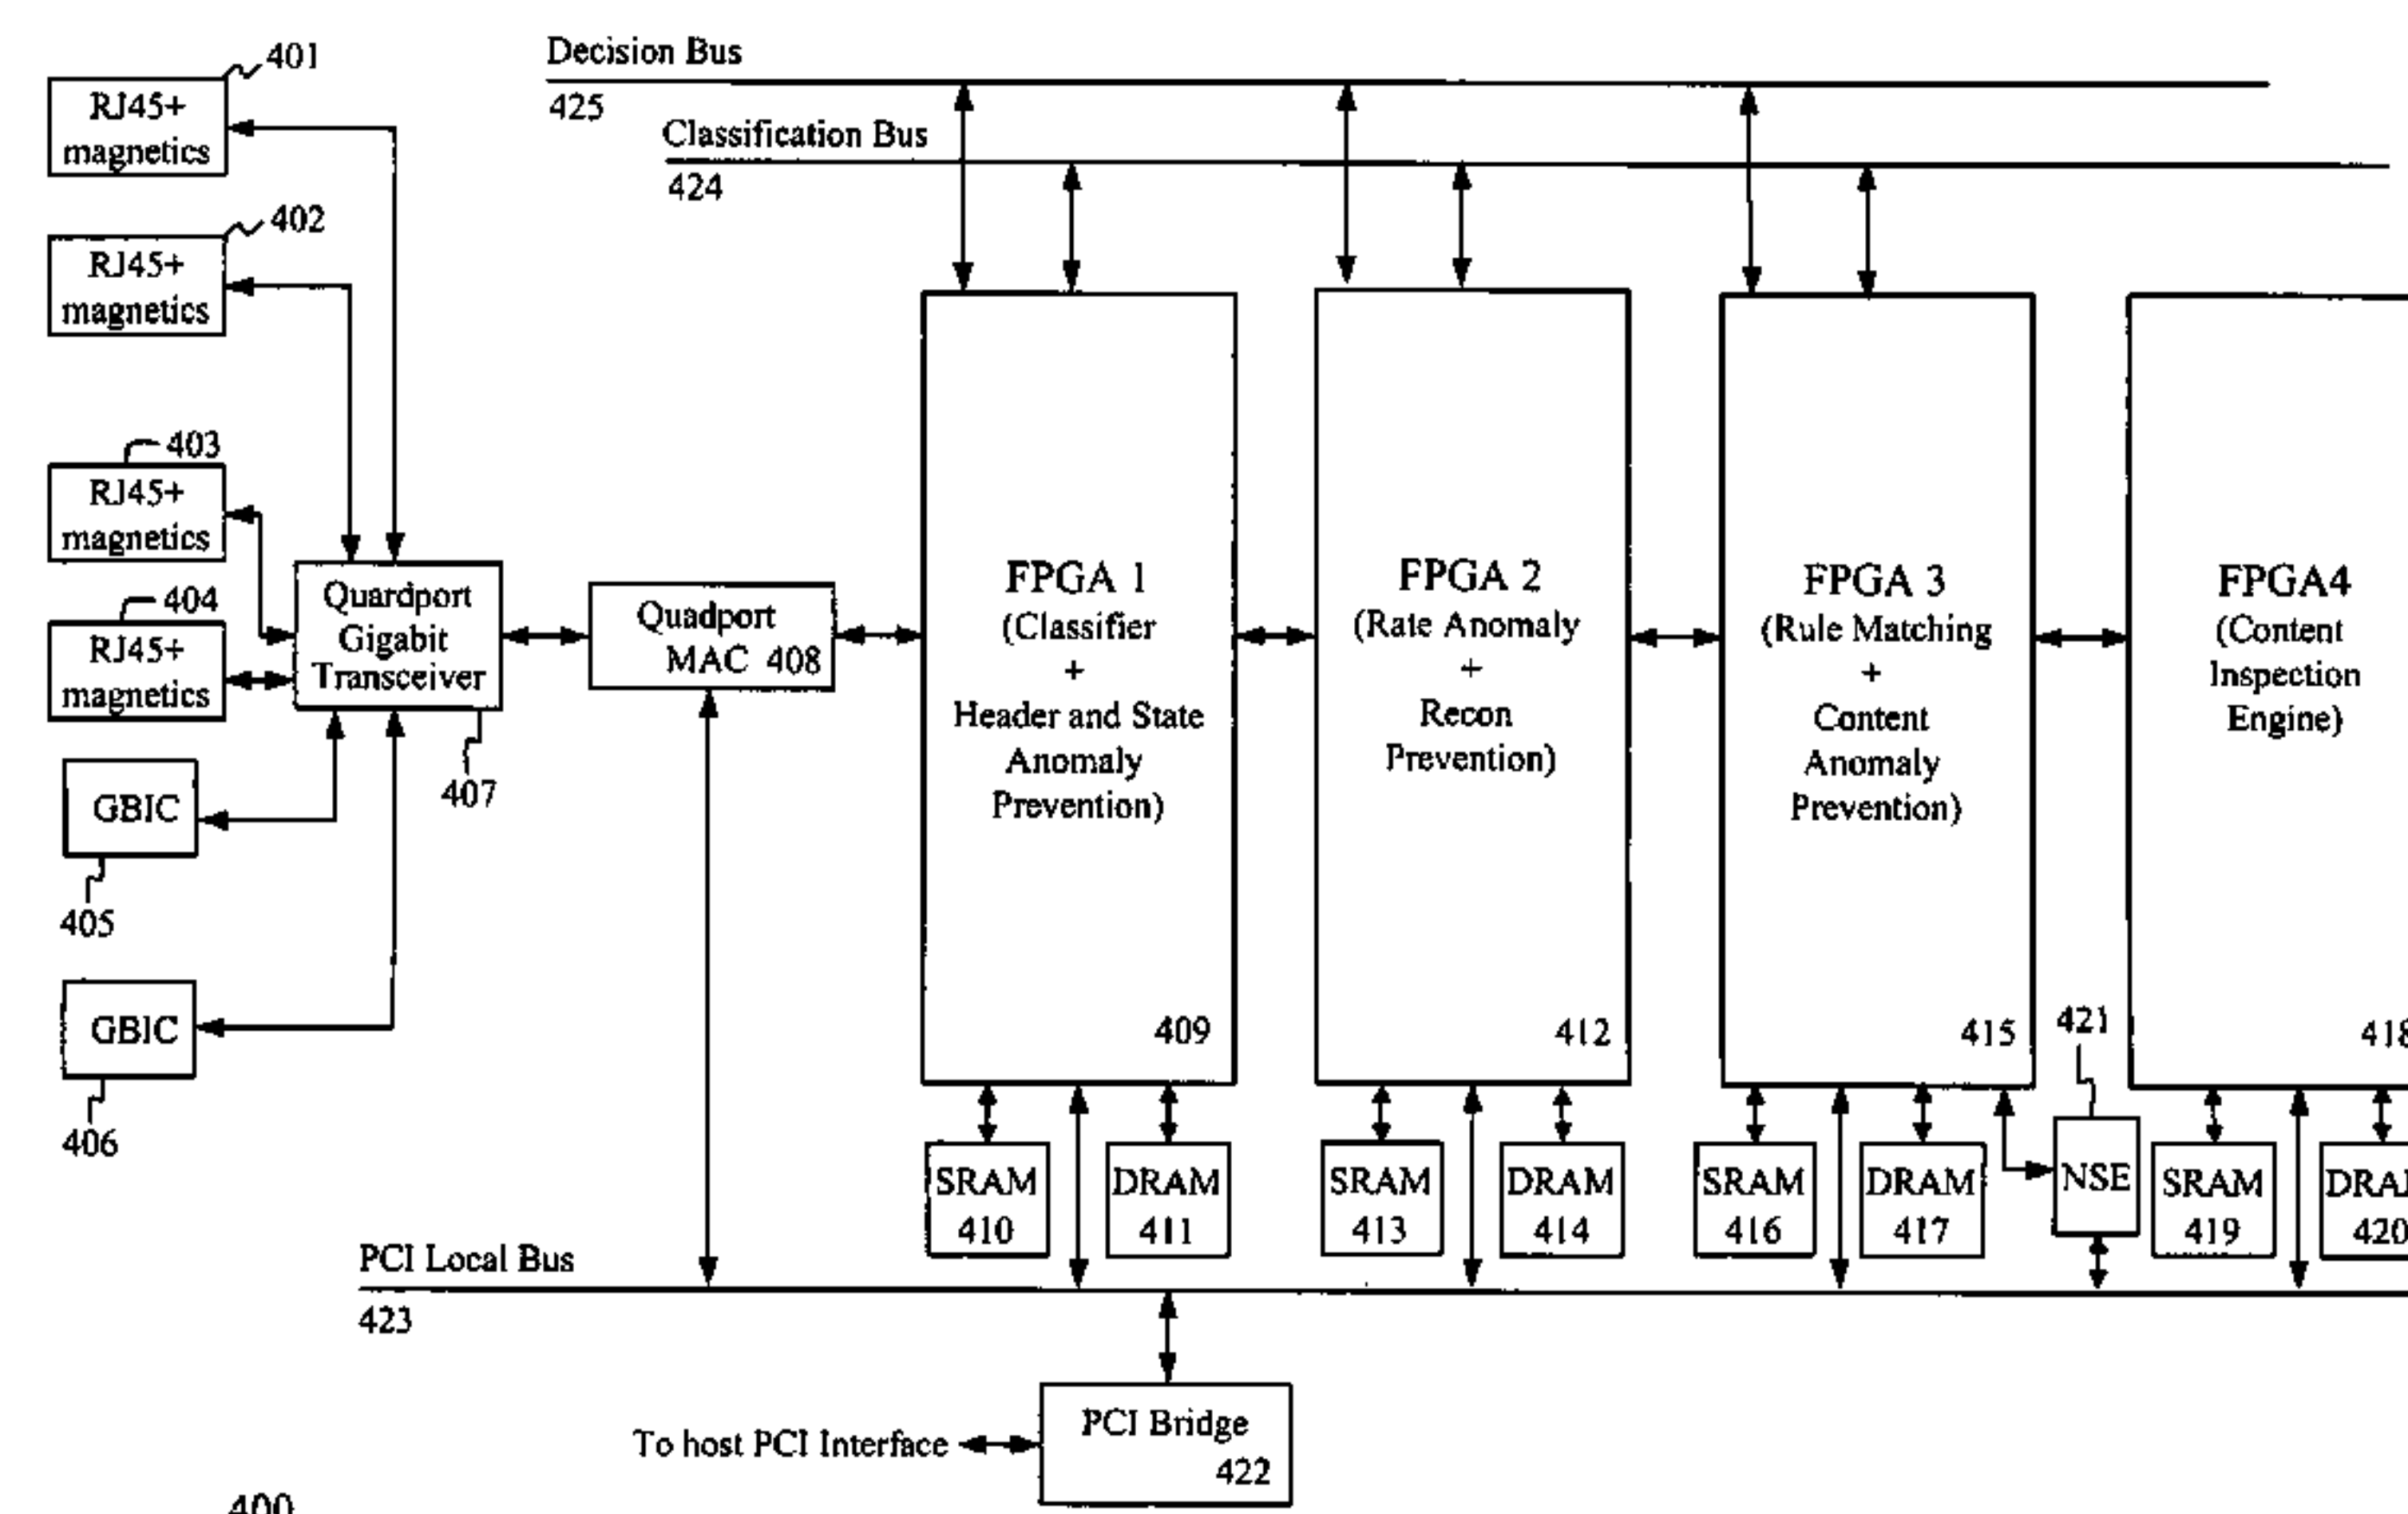 Decision Bus
425
Classification Bus
424
401
RJ45+
magnetics
402
RJ45+
magnetics
403
RJ45+
magnetics
404
RJ45+
magnetics
GBIC
405
GBIC
406
Quardport
Gigabit
Transceiver
407
Quadport
MAC 408
FPGA 1
(Classifier
+
Header and State
Anomaly
Prevention)
409
FPGA 2
(Rate Anomaly
+
Recon
Prevention)
412
FPGA 3
(Rule Matching
+
Content
Anomaly
Prevention)
415
FPGA4
(Content
Inspection
Engine)
418
421
SRAM
410
DRAM
411
SRAM
413
DRAM
414
SRAM
416
DRAM
417
NSE
SRAM
419
420
PCI Local Bus
423
To host PCI Interface
PCI Bridge
422
400